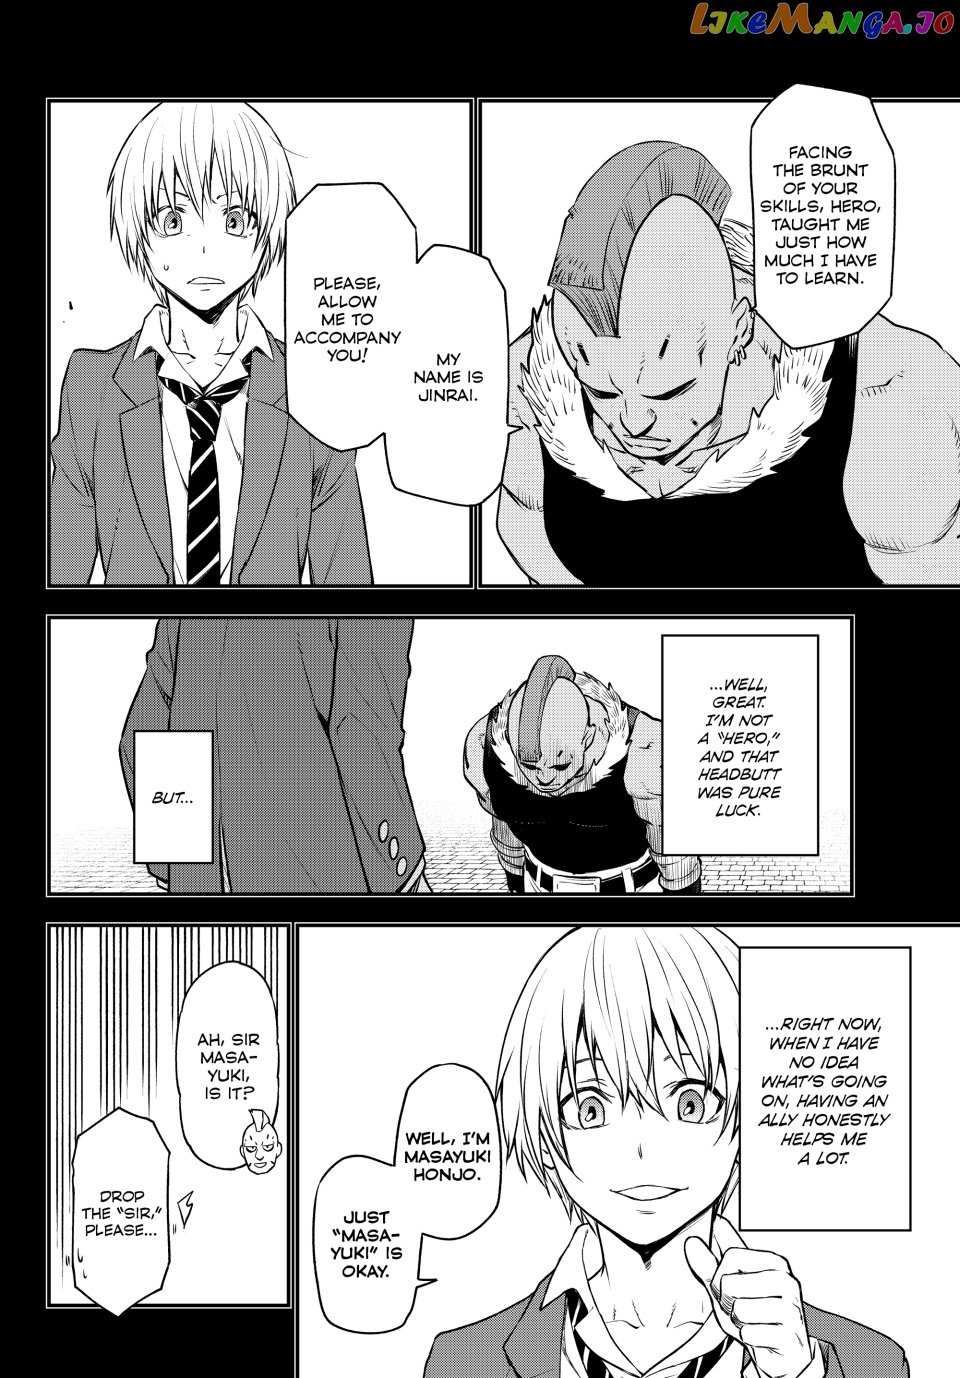 LIKEMANGA.IO
FACING
THE BRUNT
OF YOUR
SKILLS, HERO,
TAUGHT ME
JUST HOW
MUCH I HAVE
TO LEARN.
MY
NAME IS
JINRAI.
PLEASE,
ALLOW
ME TO
ACCOMPANY
YOU!
...WELL,
GREAT.
I'M NOT
A "HERO,"
AND THAT
HEADBUTT
WAS PURE
LUCK.
BUT...
...RIGHT NOW,
WHEN I HAVE
NO IDEA
WHAT'S GOING
ON, HAVING AN
ALLY HONESTLY
HELPS ME
A LOT.
WELL, I'M
MASAYUKI
HONJO.
JUST
"MASA-
YUKI" IS
OKAY.
AH, SIR
MASA-
YUKI,
IS IT?
DROP
THE "SIR,"
PLEASE...